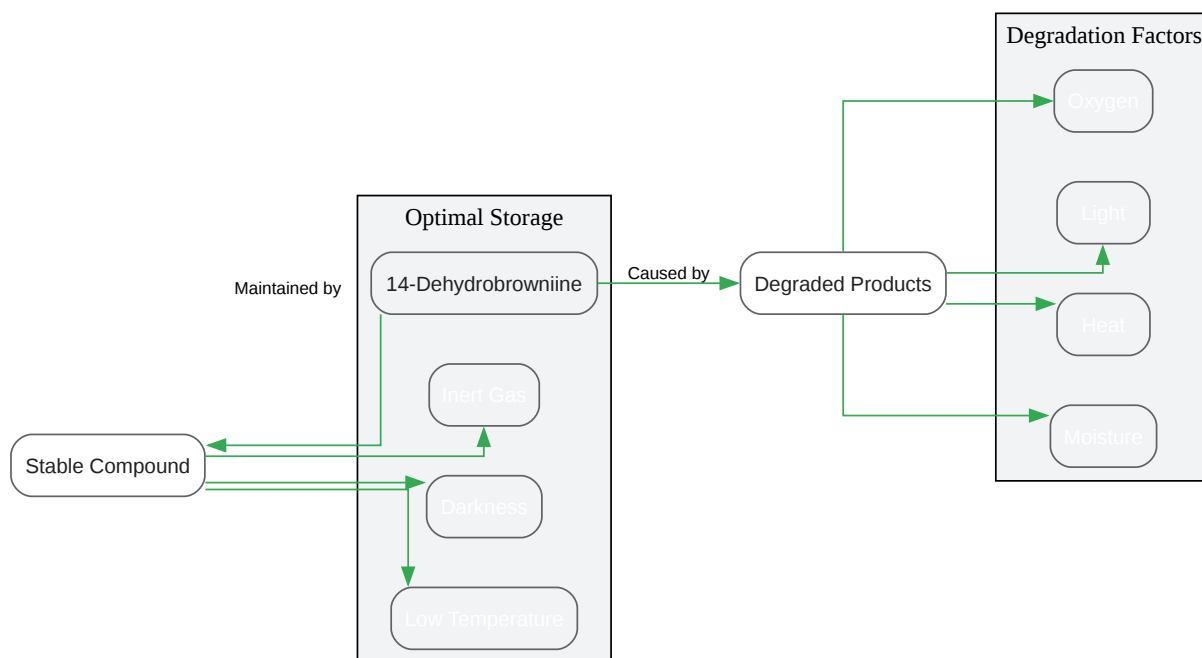 Degradation Factors
Oxygen
Light
Optimal Storage
Maintained by
14-Dehydrobrowniine
Caused by
Degraded Products
Heat
Inert Gas
Moisture
Stable Compound
Darkness
Low Temperature